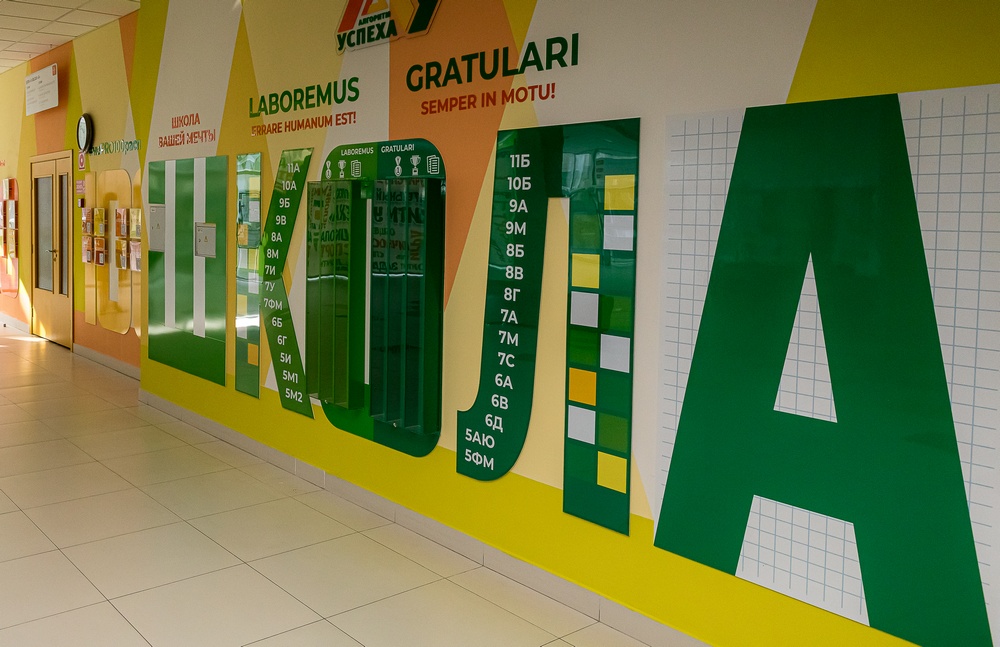 АЛГОРИТМ
УСПЕХА
ШКОЛА
ВАШЕЙ МЕЧТЫ
LABOREMUS
ERRARE HUMANUM EST!
GRATULARI
SEMPER IN MOTU!
ШКОЛА
11А
10А
9Б
9В
8А
8М
7И
7У
7ФМ
6Б
6Г
5И
5М1
5М2
LABOREMUS GRATULARI
11Б
10Б
9А
9М
8Б
8В
8Г
7А
7М
7С
6А
6В
6Д
5АЮ
5ФМ